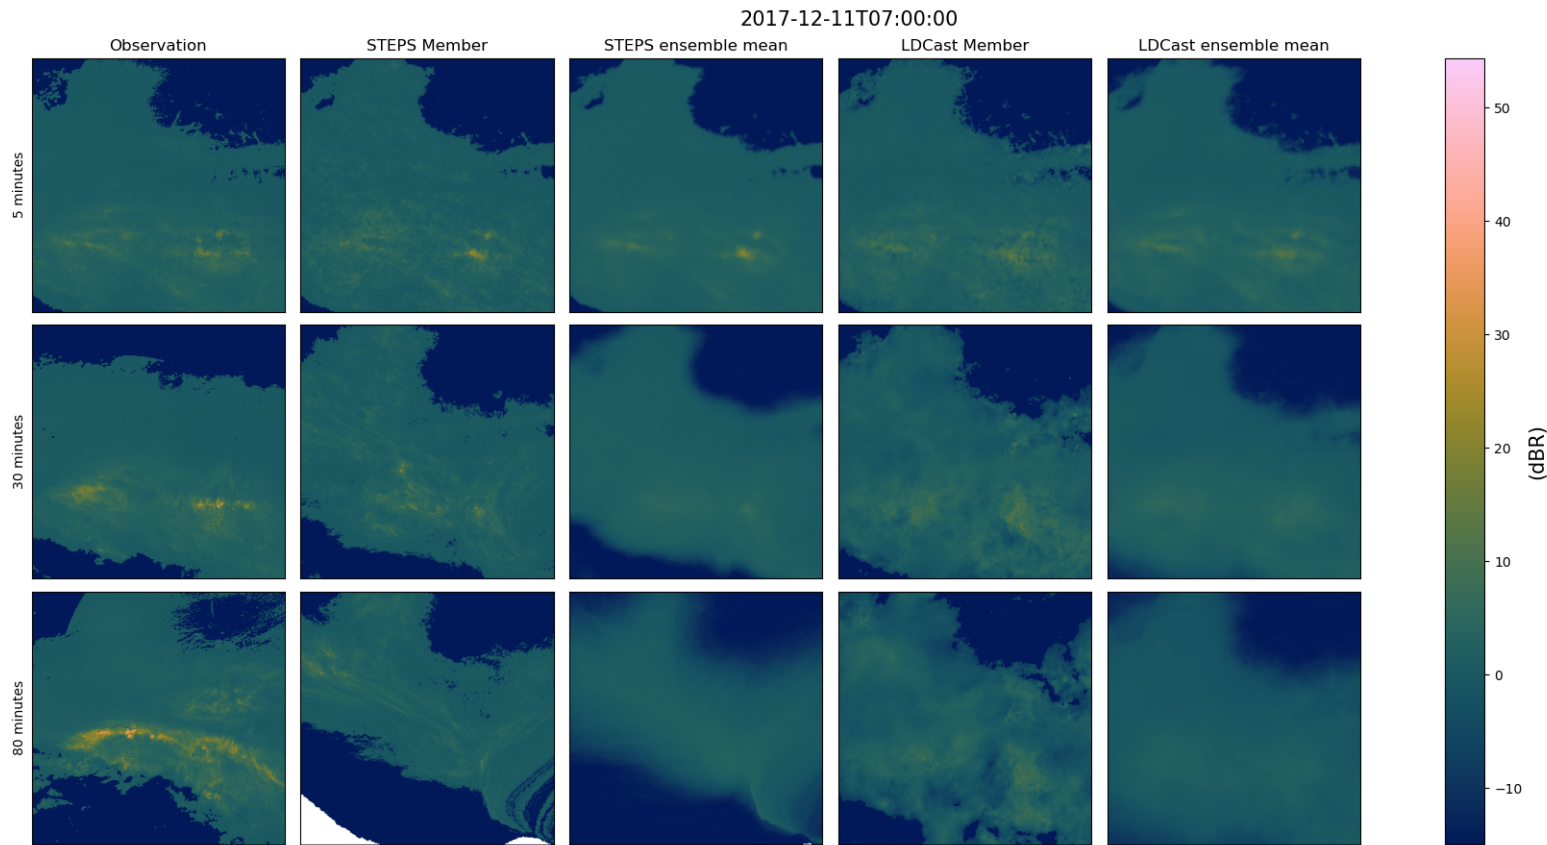 2017-12-11T07:00:00
Observation
STEPS Member
STEPS ensemble mean
LDCast Member
LDCast ensemble mean
5 minutes
30 minutes
80 minutes
50
40
30
20
10
0
−10
(dBR)